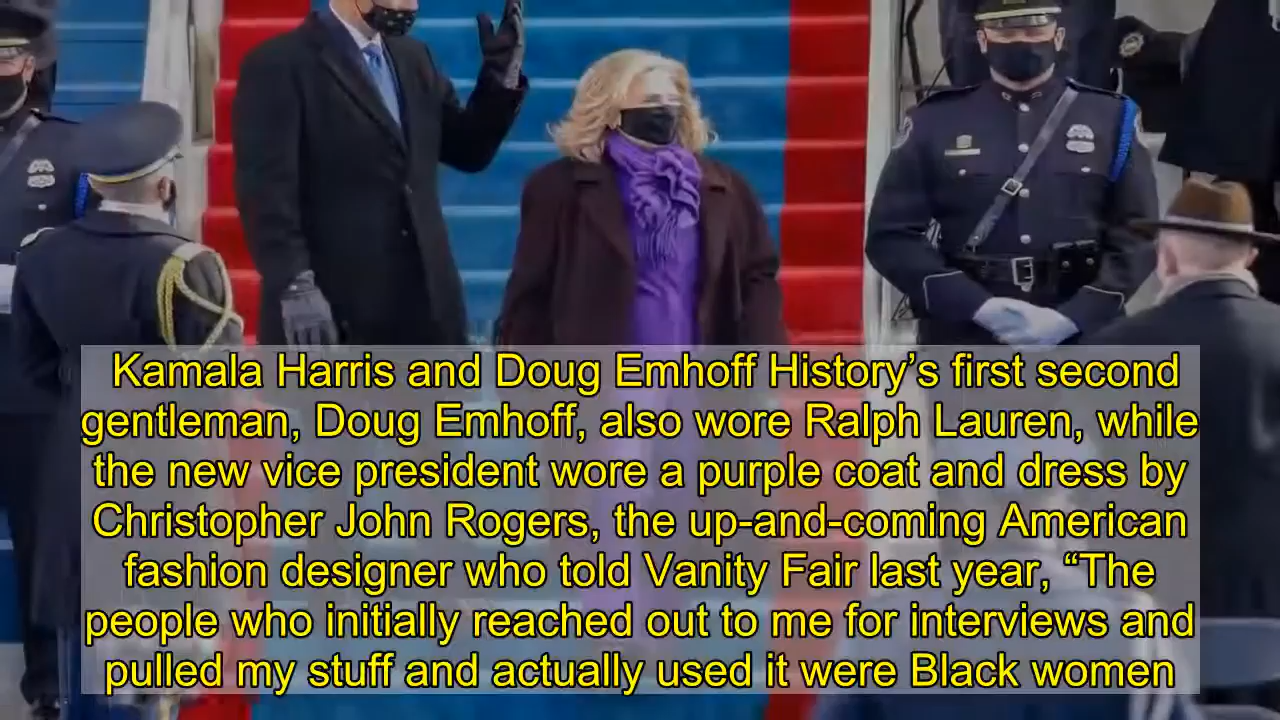 Kamala Harris and Doug Emhoff History’s first second
gentleman, Doug Emhoff, also wore Ralph Lauren, while
the new vice president wore a purple coat and dress by
Christopher John Rogers, the up-and-coming American
fashion designer who told Vanity Fair last year, “The
people who initially reached out to me for interviews and
pulled my stuff and actually used it were Black women